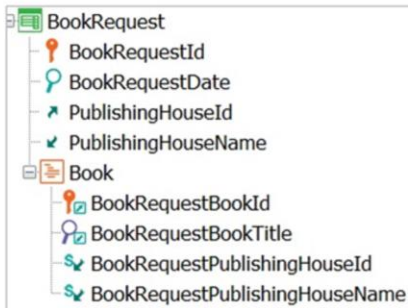 BookRequest
BookRequestId
BookRequestDate
PublishingHouseId
PublishingHouseName
Book
BookRequestBookId
BookRequestBookTitle
BookRequestPublishingHouseId
BookRequestPublishingHouseName